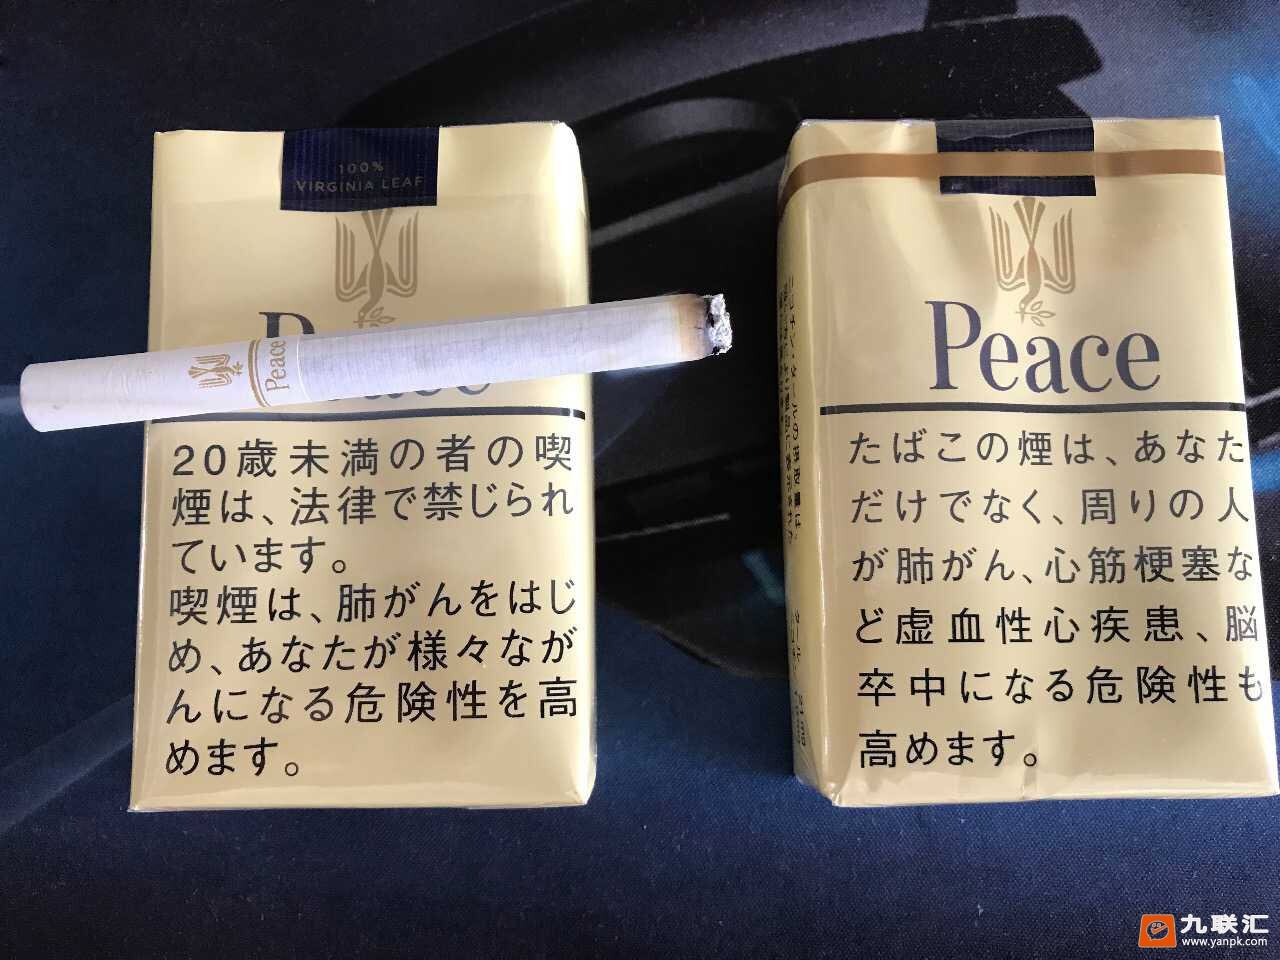 100%
VIRGINIA LEAF
Peace
20歳未満の者の喫
煙は、法律で禁じられ
ています。
喫煙は、肺がんをはじ
め、あなたが様々なが
んになる危険性を高
めます。
Peace
たばこの煙は、あなた
だけでなく、周りの人
が肺がん、心筋梗塞な
ど虚血性心疾患、脳
卒中になる危険性も
高めます。
九联汇
www.yanpk.com